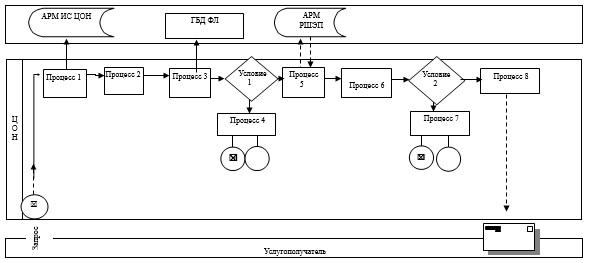 АРМ ИС ЦОН
ГБД ФЛ
АРМ
РШЭП
ЦОН
Процесс 1
Процесс 2
Процесс 3
Условие
1
Процесс
5
Процесс 6
Условие
2
Процесс 8
Процесс 4
Процесс 7
Запрос
Услугополучатель